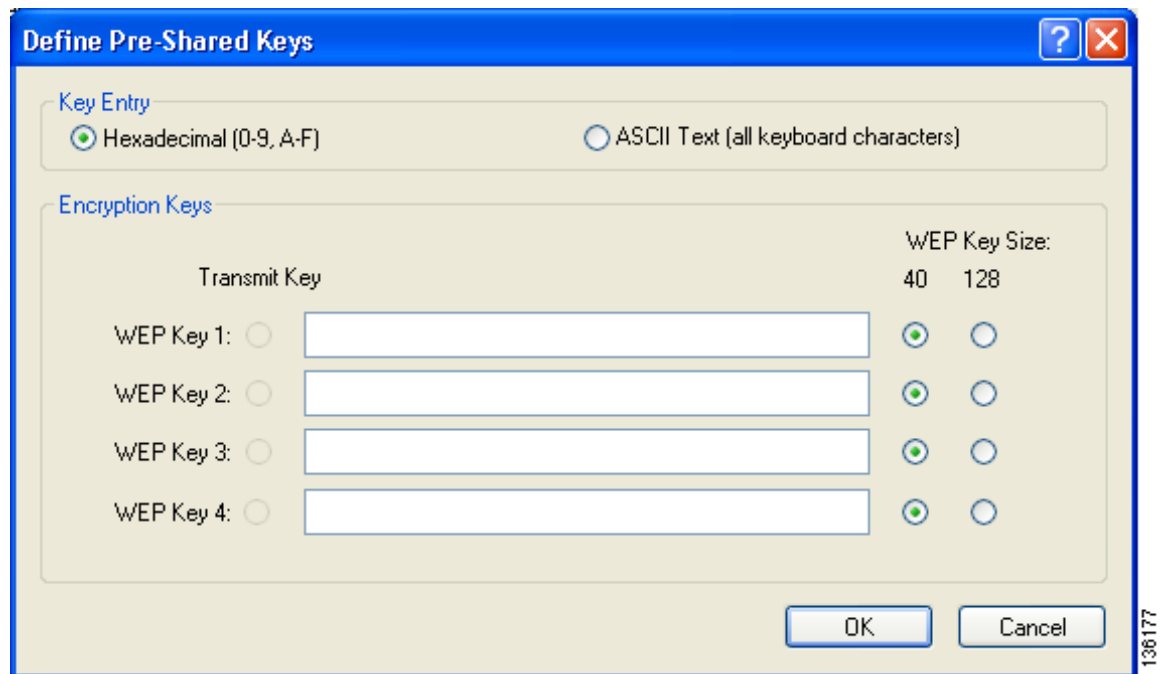 Define Pre-Shared Keys
?
Key Entry
Hexadecimal (0-9, A-F) ASCII Text (all keyboard characters)
Encryption Keys
WEP Key Size:
Transmit Key 40 128
WEP Key 1:
WEP Key 2:
WEP Key 3:
WEP Key 4:
OK Cancel
136177